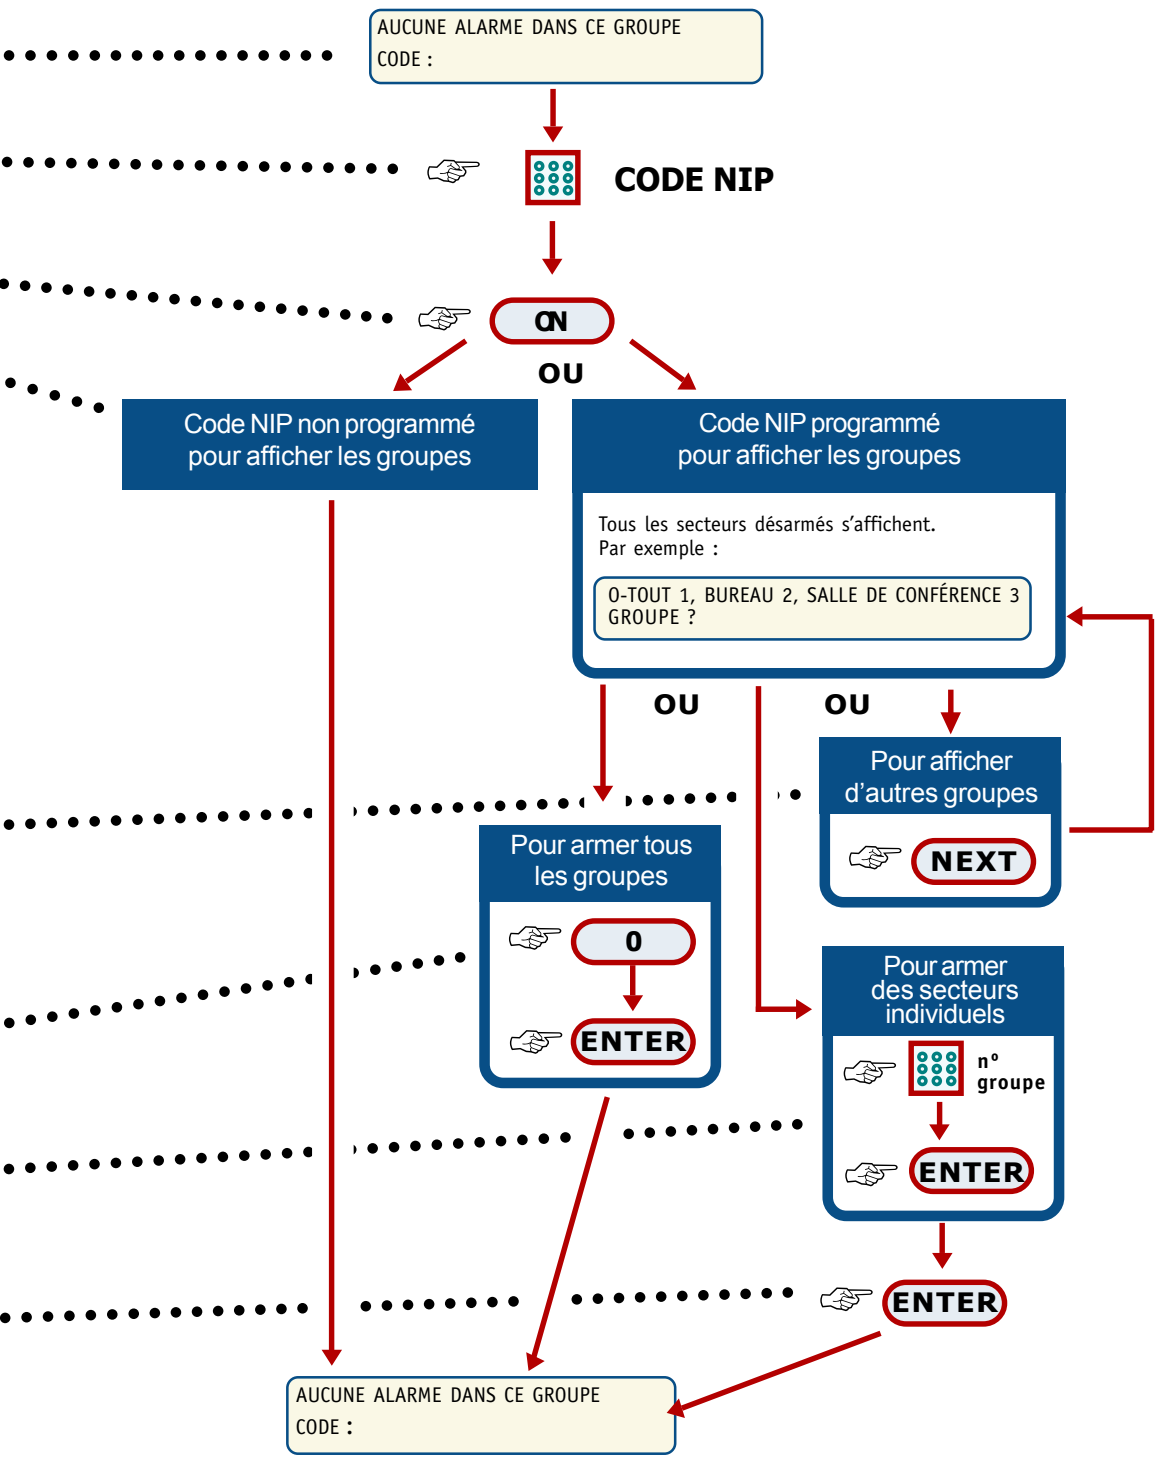 AUCUNE ALARME DANS CE GROUPE
CODE :
CODE NIP
ON
OU
Code NIP non programmé
pour afficher les groupes
Code NIP programmé
pour afficher les groupes
Tous les secteurs désarmés s’affichent.
Par exemple :
0-TOUT 1, BUREAU 2, SALLE DE CONFÉRENCE 3
GROUPE ?
OU
OU
Pour afficher
d’autres groupes
NEXT
Pour armer tous
les groupes
0
ENTER
Pour armer
des secteurs
individuels
nº
groupe
ENTER
ENTER
AUCUNE ALARME DANS CE GROUPE
CODE :